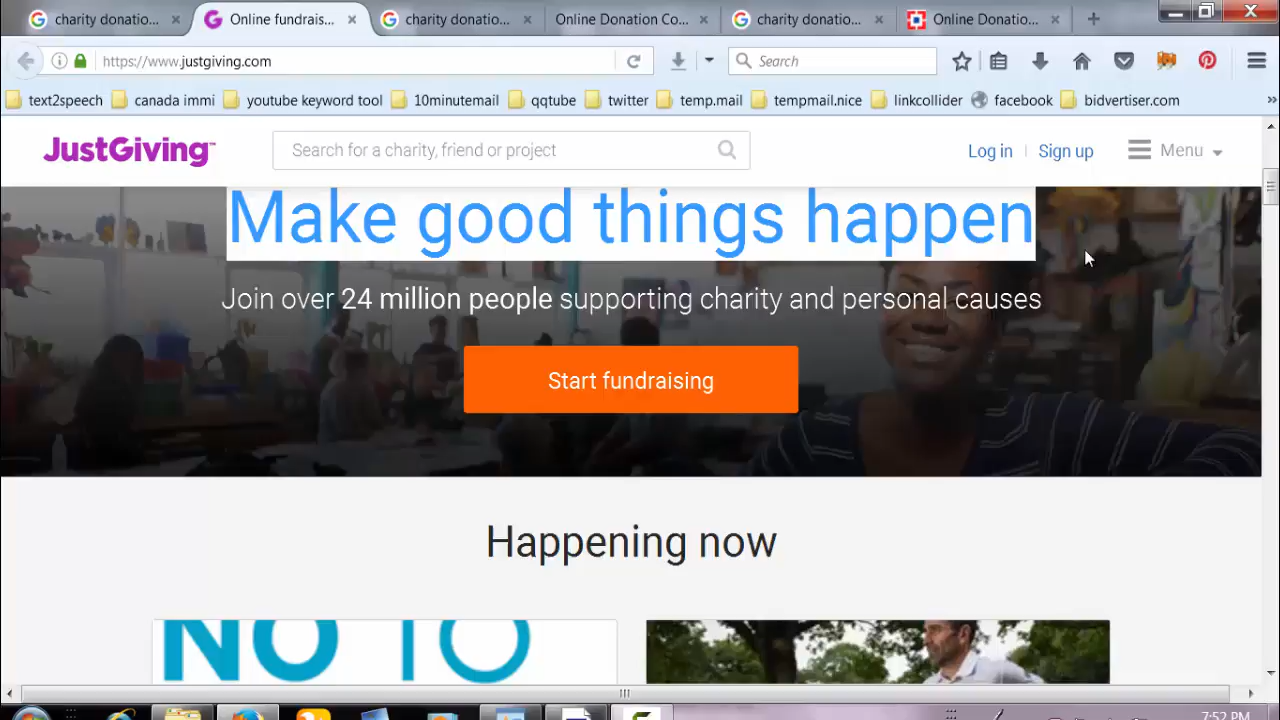 charity donatio...
Online fundrais...
charity donatio...
Online Donation Co...
charity donatio...
Online Donatio...
https://www.justgiving.com
Search
text2speech
canada immi
youtube keyword tool
10minutemail
qqtube
twitter
temp.mail
tempmail.nice
linkcollider
facebook
bidvertiser.com
JustGiving™
Search for a charity, friend or project
Log in
Sign up
Menu
Make good things happen
Join over 24 million people supporting charity and personal causes
Start fundraising
Happening now
NO TO
7:52 PM